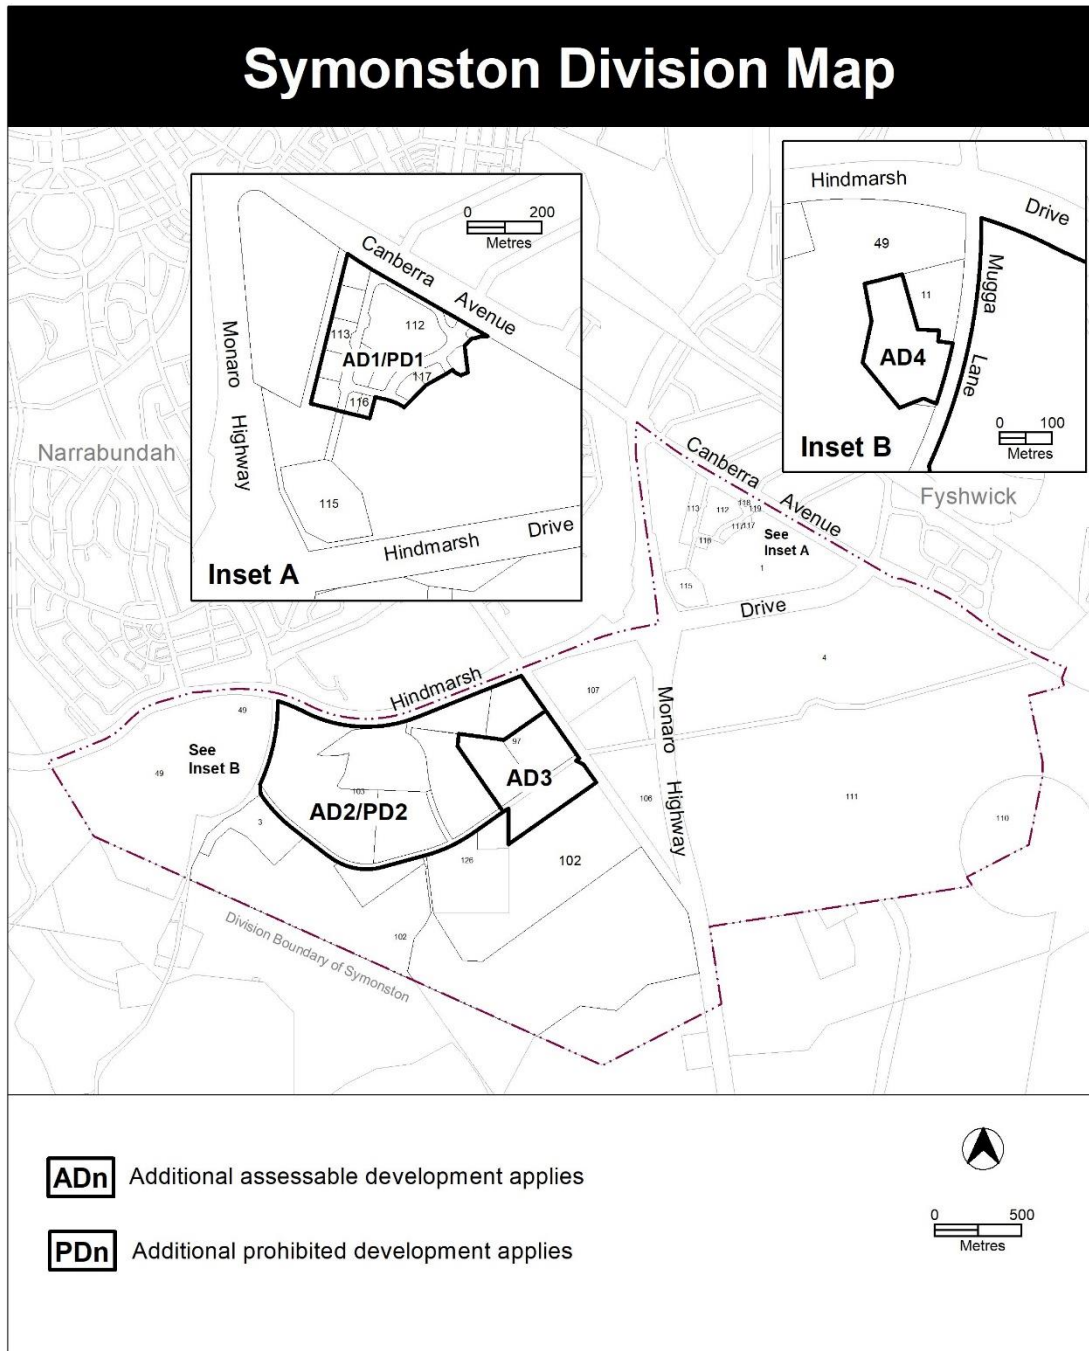 Symonston Division Map
0 200
Metres
Canberra
Avenue
Monaro
Highway
113
112
AD1/PD1
117
116
115
Hindmarsh
Drive
Inset A
Hindmarsh
Drive
49
11
Mugga
Lane
AD4
0 100
Metres
Inset B
Narrabundah
Fyshwick
Canberra
Avenue
113
112
118
119
117
117
116
See
Inset A
1
115
Drive
4
Hindmarsh
107
Monaro
Highway
49
See
Inset B
49
97
AD3
103
AD2/PD2
106
111
110
3
126
102
102
Division Boundary of Symonston
ADn Additional assessable development applies
PDn Additional prohibited development applies
0 500
Metres